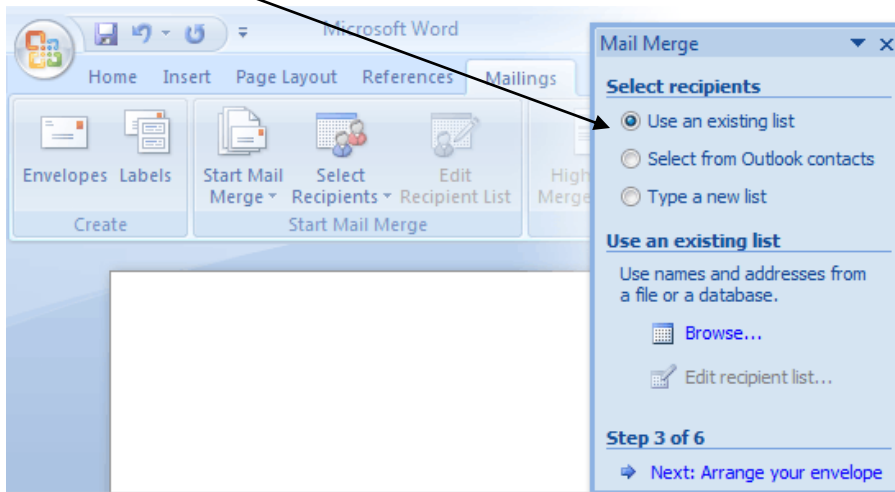 Microsoft Word
Home Insert Page Layout References Mailings
Envelopes Labels Start Mail Select Edit High
Merge Recipients Recipient List Merge
Create Start Mail Merge
Mail Merge
Select recipients
Use an existing list
Select from Outlook contacts
Type a new list
Use an existing list
Use names and addresses from
a file or a database.
Browse...
Edit recipient list...
Step 3 of 6
Next: Arrange your envelope